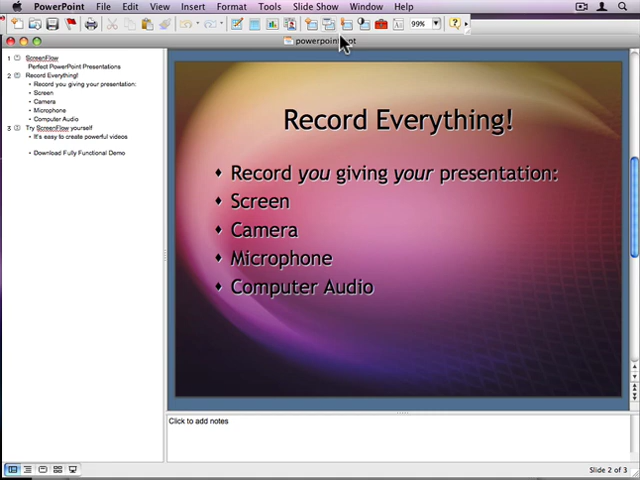 PowerPoint File Edit View Insert Format Tools Slide Show Window Help
99%
1 ScreenFlow
Perfect PowerPoint Presentations
2 Record Everything!
• Record you giving your presentation:
• Screen
• Camera
• Microphone
• Computer Audio
3 Try ScreenFlow yourself
• It's easy to create powerful videos
• Download Fully Functional Demo
Record Everything!
♦ Record you giving your presentation:
♦ Screen
♦ Camera
♦ Microphone
♦ Computer Audio
Click to add notes
Slide 2 of 3